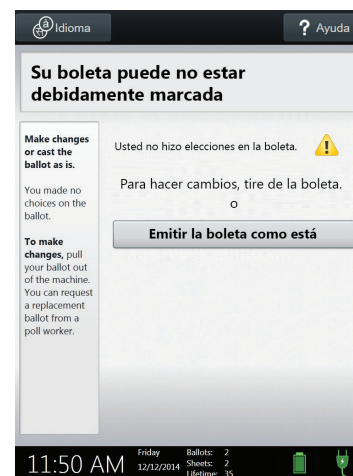 Idioma
? Ayuda
Su boleta puede no estar
debidamente marcada
Make changes
or cast the
ballot as is.
You made no
choices on the
ballot.
To make
changes, pull
your ballot out
of the machine.
You can request
a replacement
ballot from a
poll worker.
Usted no hizo elecciones en la boleta.
Para hacer cambios, tire de la boleta.
o
Emitir la boleta como está
11:50 AM
Friday
12/12/2014
Ballots: 2
Sheets: 2
Lifetime: 35